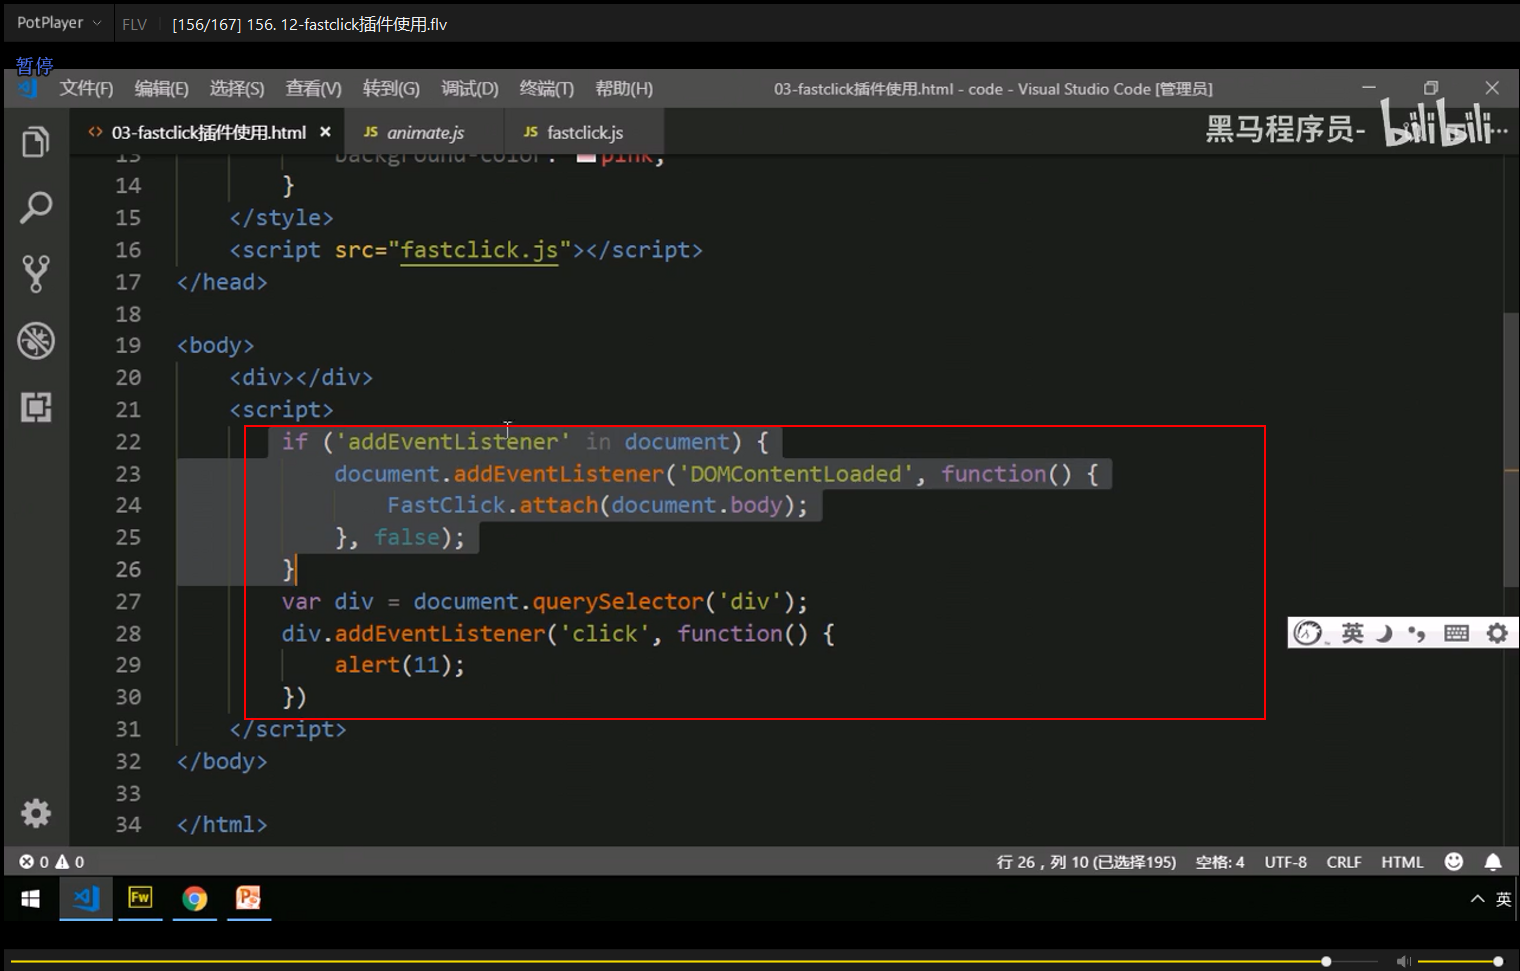 PotPlayer FLV [156/167] 156. 12-fastclick插件使用.flv
暂停
文件(F) 编辑(E) 选择(S) 查看(V) 转到(G) 调试(D) 终端(T) 帮助(H) 03-fastclick插件使用.html - code - Visual Studio Code [管理员]
<> 03-fastclick插件使用.html × JS animate.js JS fastclick.js
黑马程序员- bilibili ...
13 background-color: pink;
14 }
15 </style>
16 <script src="fastclick.js"></script>
17 </head>
18
19 <body>
20 <div></div>
21 <script>
22 if ('addEventListener' in document) {
23 document.addEventListener('DOMContentLoaded', function() {
24 FastClick.attach(document.body);
25 }, false);
26 }
27 var div = document.querySelector('div');
28 div.addEventListener('click', function() {
29 alert(11);
30 })
31 </script>
32 </body>
33
34 </html>
英
0 0 行 26，列 10 (已选择195) 空格: 4 UTF-8 CRLF HTML
Fw P 英